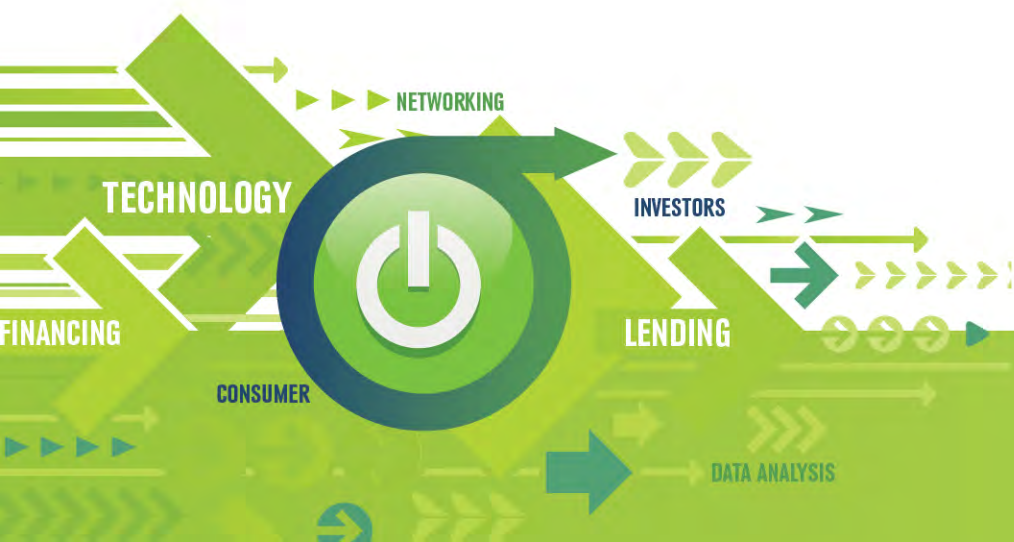 NETWORKING
TECHNOLOGY
INVESTORS
FINANCING
LENDING
CONSUMER
DATA ANALYSIS